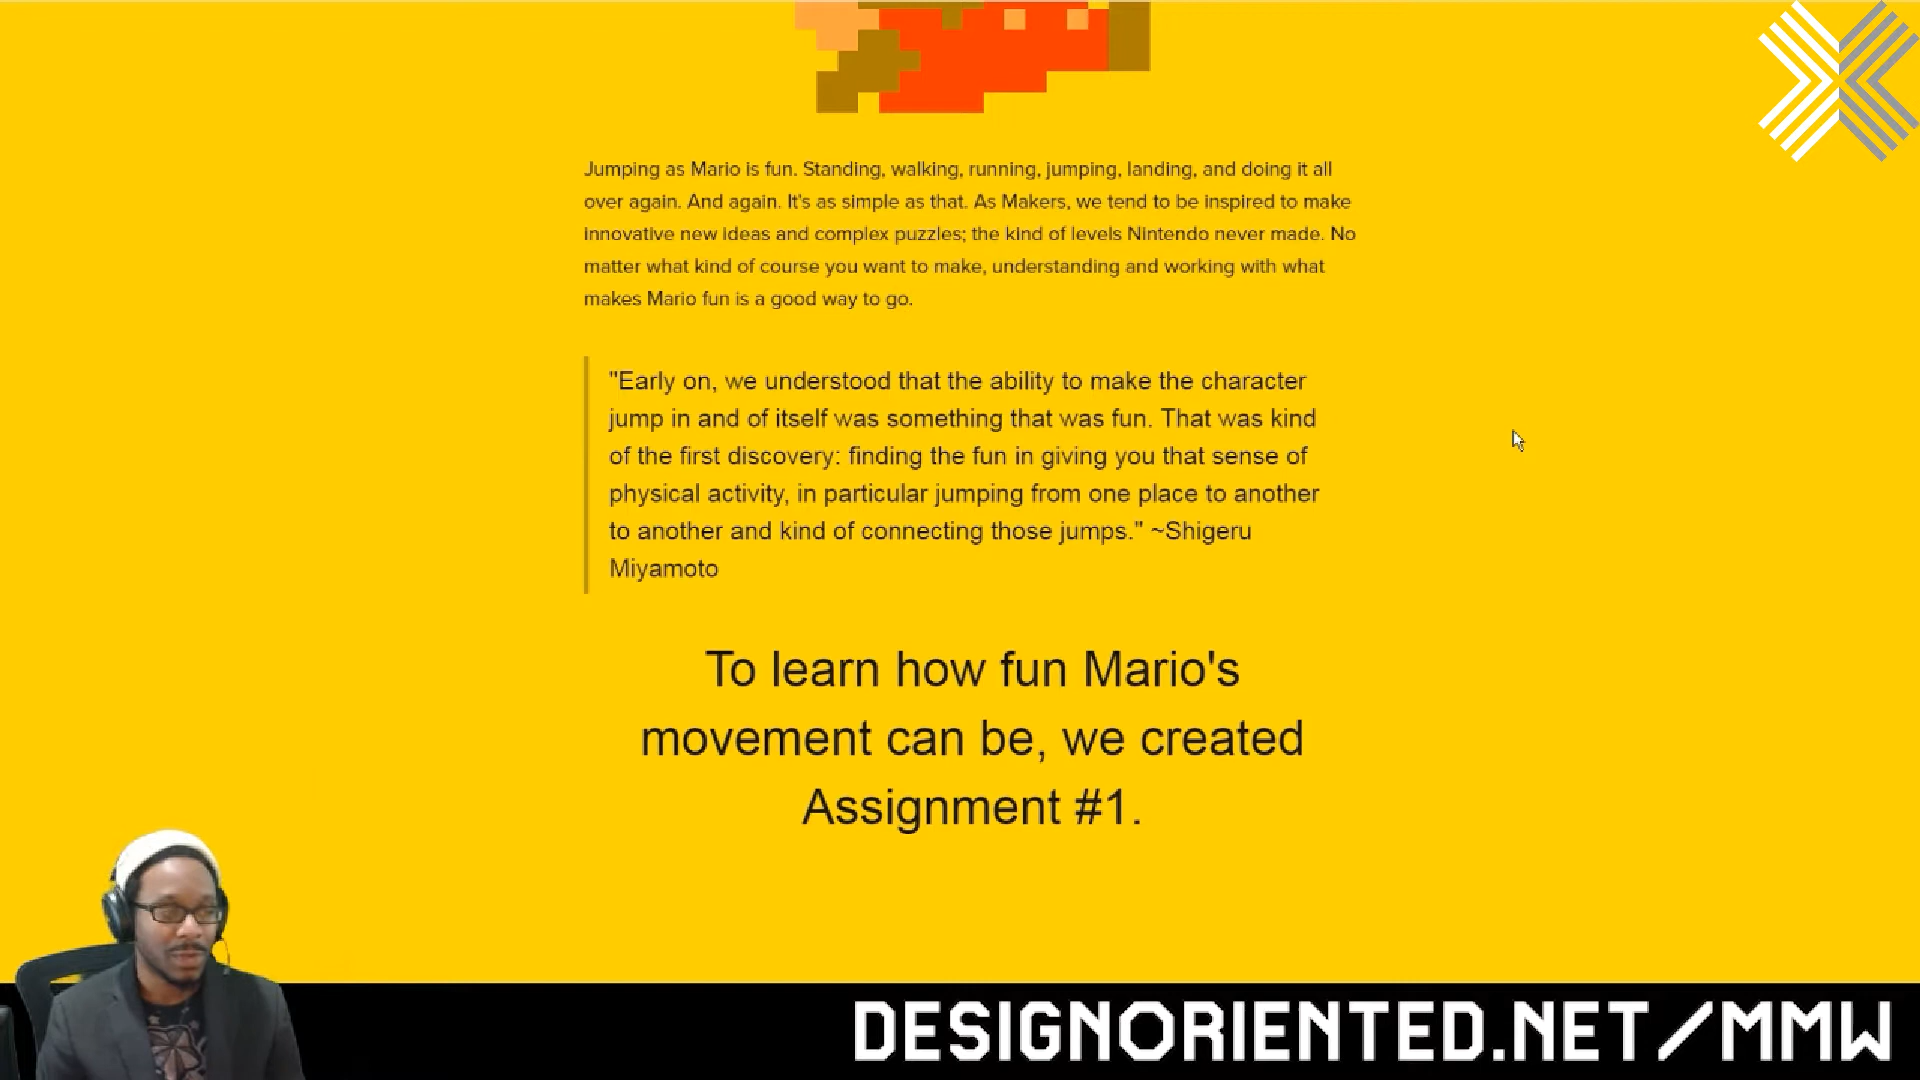 Jumping as Mario is fun. Standing, walking, running, jumping, landing, and doing it all
over again. And again. It's as simple as that. As Makers, we tend to be inspired to make
innovative new ideas and complex puzzles; the kind of levels Nintendo never made. No
matter what kind of course you want to make, understanding and working with what
makes Mario fun is a good way to go.
"Early on, we understood that the ability to make the character
jump in and of itself was something that was fun. That was kind
of the first discovery: finding the fun in giving you that sense of
physical activity, in particular jumping from one place to another
to another and kind of connecting those jumps." ~Shigeru
Miyamoto
To learn how fun Mario's
movement can be, we created
Assignment #1.
DESIGNORIENTED.NET/MMW